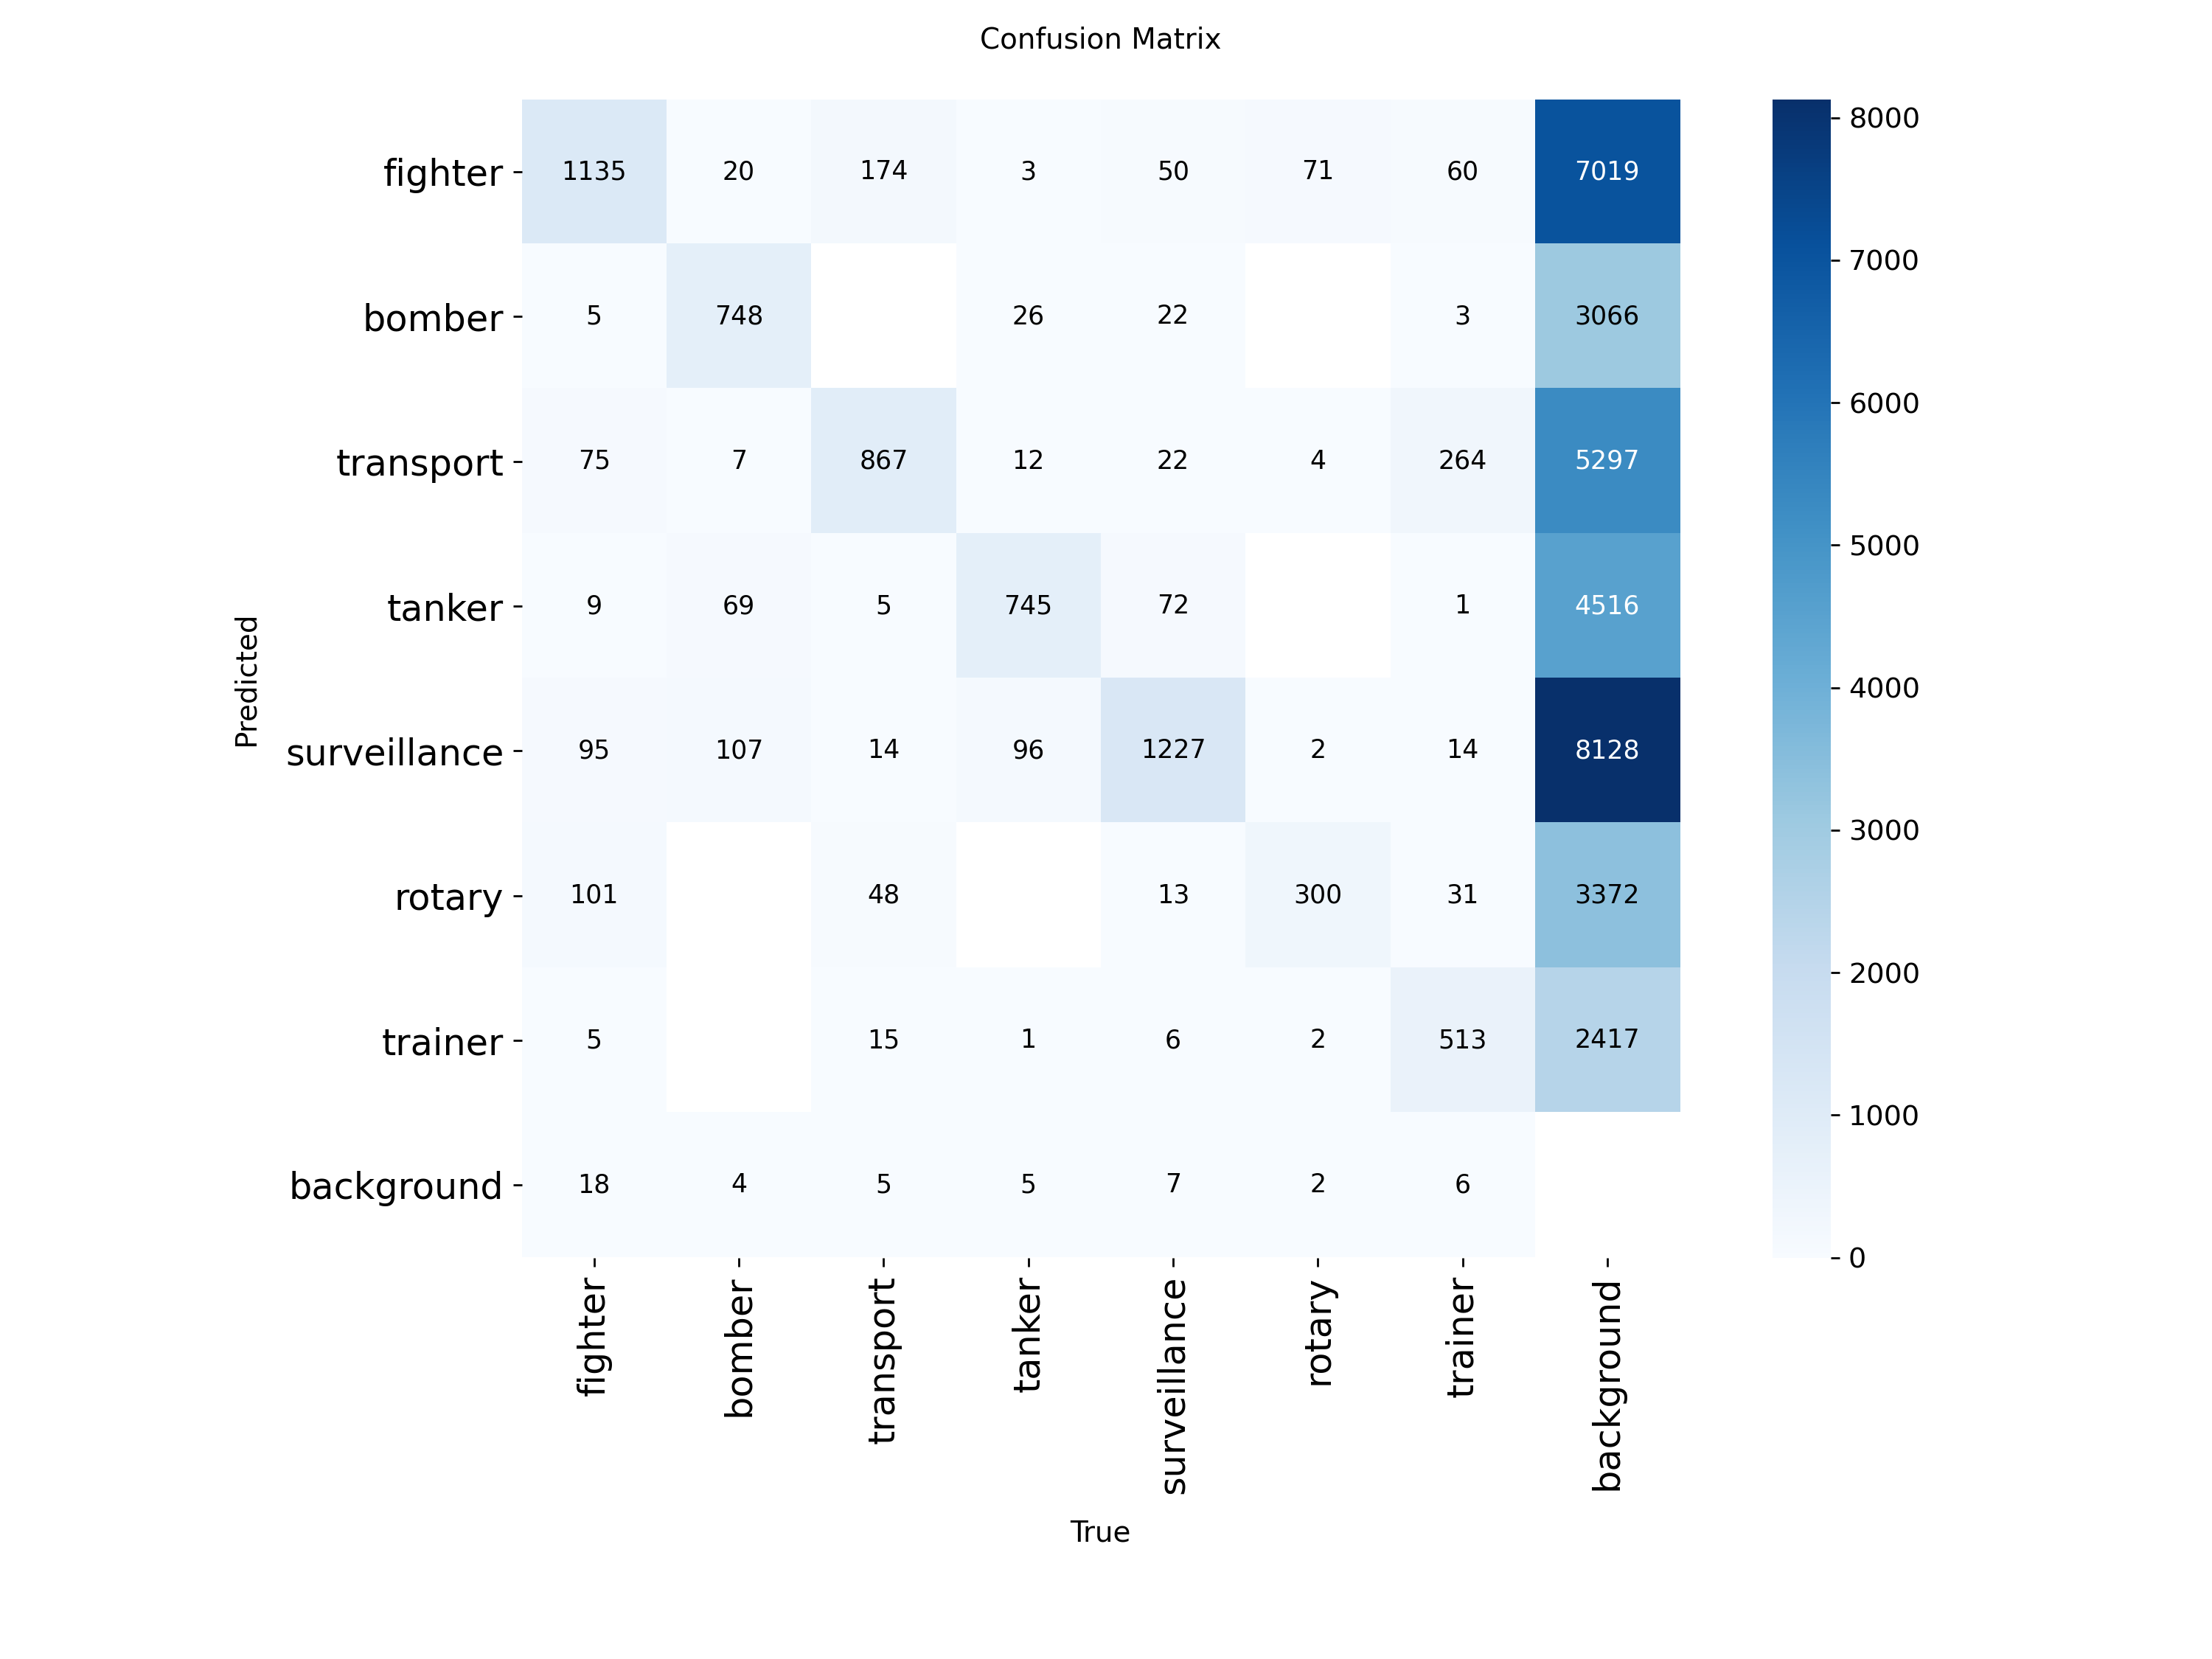 Confusion Matrix
fighter 1135 20 174 3 50 71 60 7019
bomber 5 748 26 22 3 3066
transport 75 7 867 12 22 4 264 5297
tanker 9 69 5 745 72 1 4516
surveillance 95 107 14 96 1227 2 14 8128
rotary 101 48 13 300 31 3372
trainer 5 15 1 6 2 513 2417
background 18 4 5 5 7 2 6
Predicted
fighter bomber transport tanker surveillance rotary trainer background
True
8000
7000
6000
5000
4000
3000
2000
1000
0